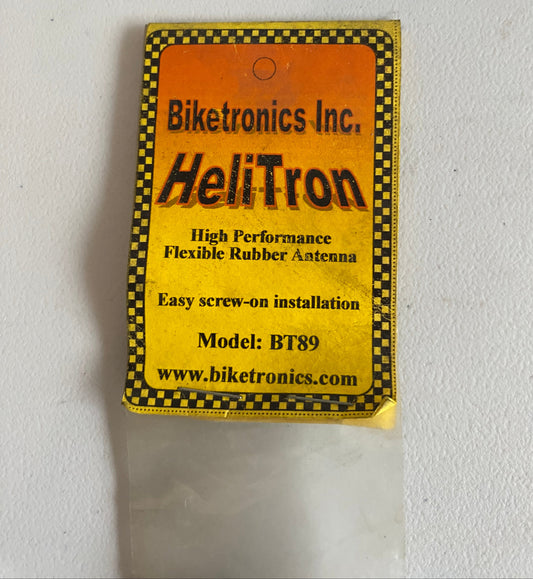 Biketronics Inc.
HeliTron
High Performance
Flexible Rubber Antenna
Easy screw-on installation
Model: BT89
www.biketronics.com